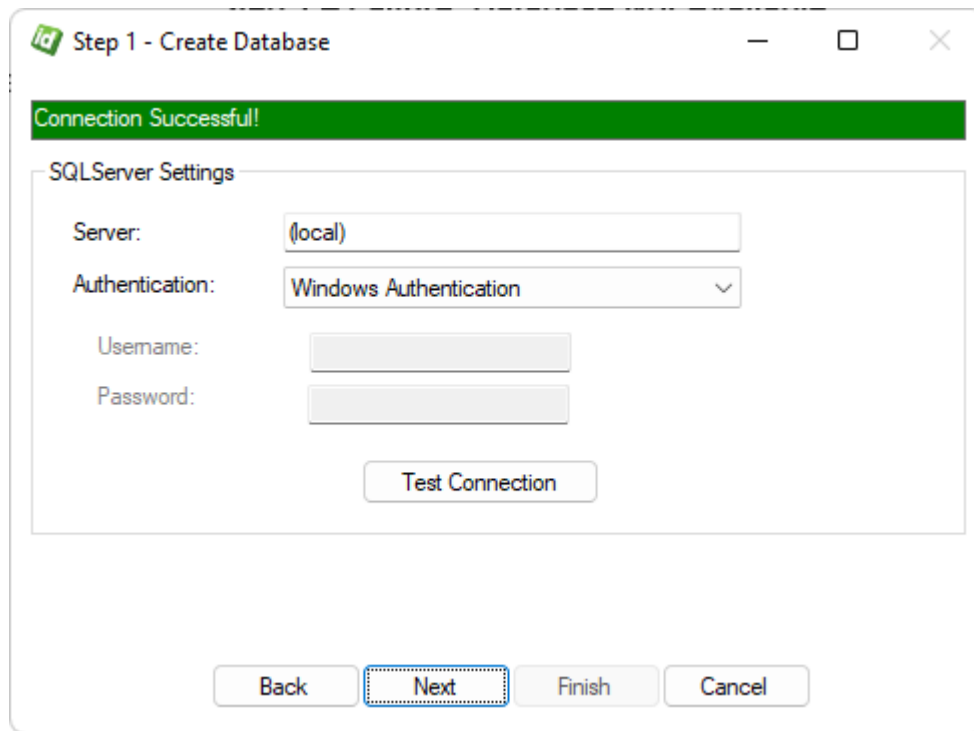 Step 1 - Create Database
Connection Successful!
SQLServer Settings
Server: (local)
Authentication: Windows Authentication
Username:
Password:
Test Connection
Back Next Finish Cancel